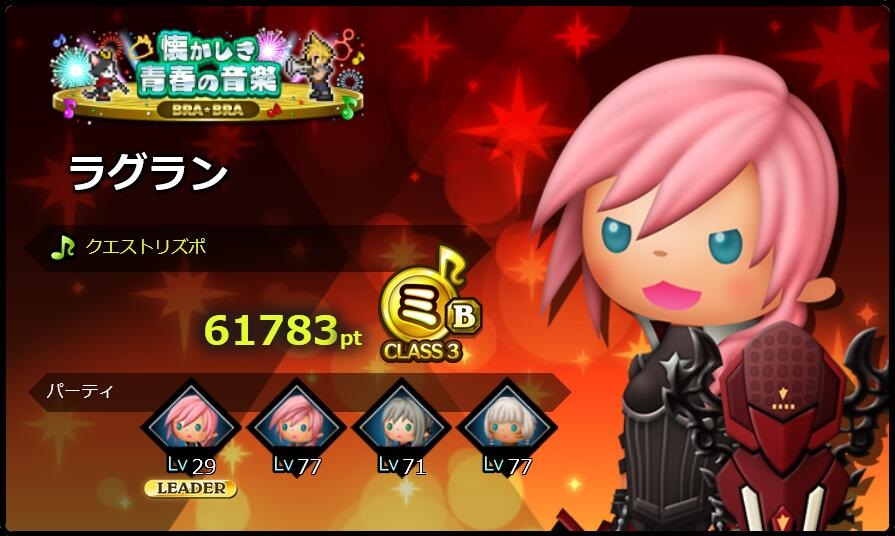 懐かしき
青春の音楽
BRA★BRA
ラグラン
クエストリズポ
61783pt
ミ
B
CLASS 3
パーティ
Lv 29
Lv 77
Lv 71
Lv 77
LEADER